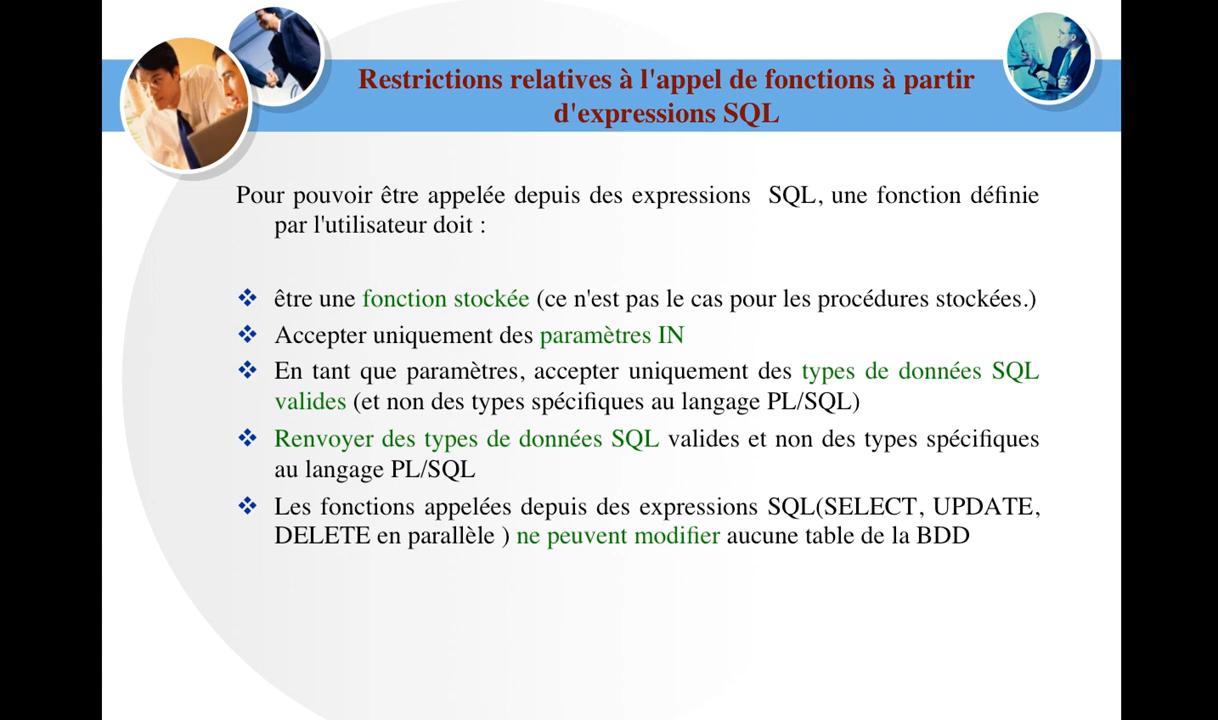 Restrictions relatives à l'appel de fonctions à partir
d'expressions SQL
Pour pouvoir être appelée depuis des expressions SQL, une fonction définie
par l'utilisateur doit :
❖ être une fonction stockée (ce n'est pas le cas pour les procédures stockées.)
❖ Accepter uniquement des paramètres IN
❖ En tant que paramètres, accepter uniquement des types de données SQL
valides (et non des types spécifiques au langage PL/SQL)
❖ Renvoyer des types de données SQL valides et non des types spécifiques
au langage PL/SQL
❖ Les fonctions appelées depuis des expressions SQL(SELECT, UPDATE,
DELETE en parallèle ) ne peuvent modifier aucune table de la BDD